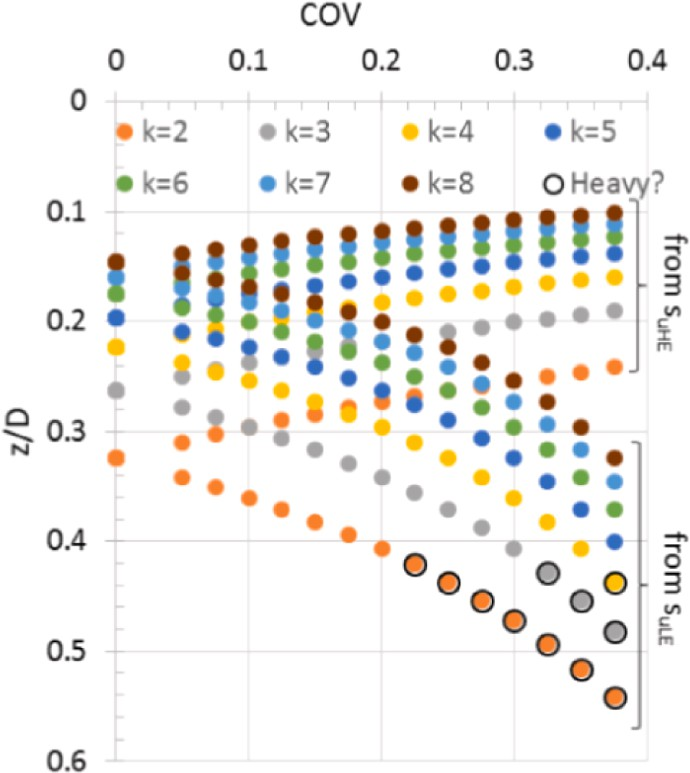 COV
0 0.1 0.2 0.3 0.4
0
k=2 k=3 k=4 k=5
k=6 k=7 k=8 Heavy?
0.1
0.2
0.3
0.4
0.5
0.6
z/D
from suHE
from suLE